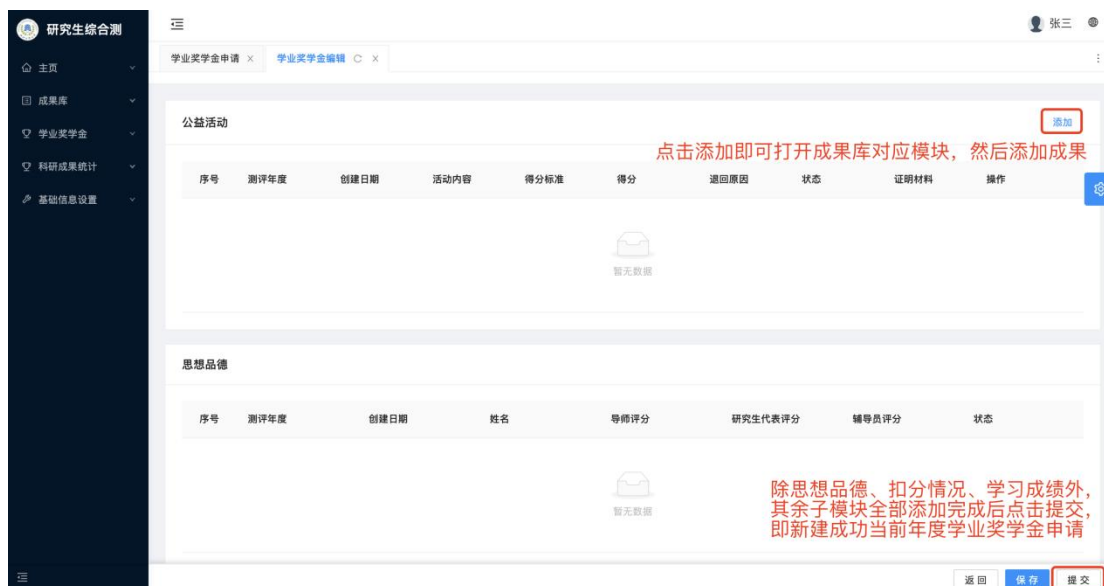 研究生综合测
张三
主页
成果库
学业奖学金
科研成果统计
基础信息设置
学业奖学金申请 ×
学业奖学金编辑 ×
公益活动
添加
点击添加即可打开成果库对应模块，然后添加成果
序号 测评年度 创建日期 活动内容 得分标准 得分 退回原因 状态 证明材料 操作
暂无数据
思想品德
序号 测评年度 创建日期 姓名 导师评分 研究生代表评分 辅导员评分 状态
暂无数据
除思想品德、扣分情况、学习成绩外，
其余子模块全部添加完成后点击提交，
即新建成功当前年度学业奖学金申请
返回 保存 提交